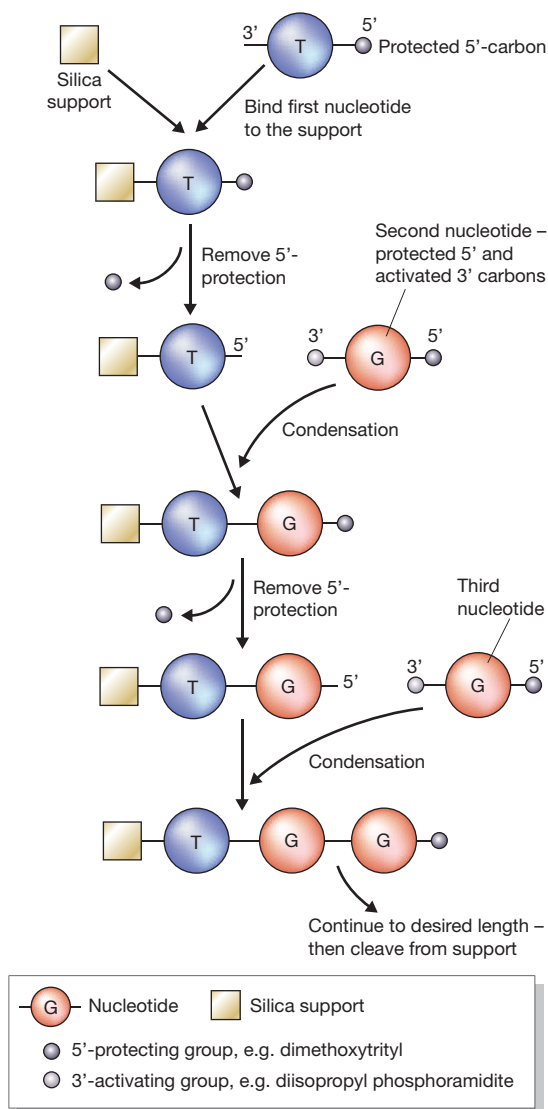 3’
T
5’
Protected 5’-carbon
Silica
support
Bind first nucleotide
to the support
T
Second nucleotide –
protected 5’ and
activated 3’ carbons
Remove 5’-
protection
T
5’
3’
G
5’
Condensation
T
G
Remove 5’-
protection
Third
nucleotide
T
G
5’
3’
G
5’
Condensation
T
G
G
Continue to desired length –
then cleave from support
G
Nucleotide
Silica support
5’-protecting group, e.g. dimethoxytrityl
3’-activating group, e.g. diisopropyl phosphoramidite